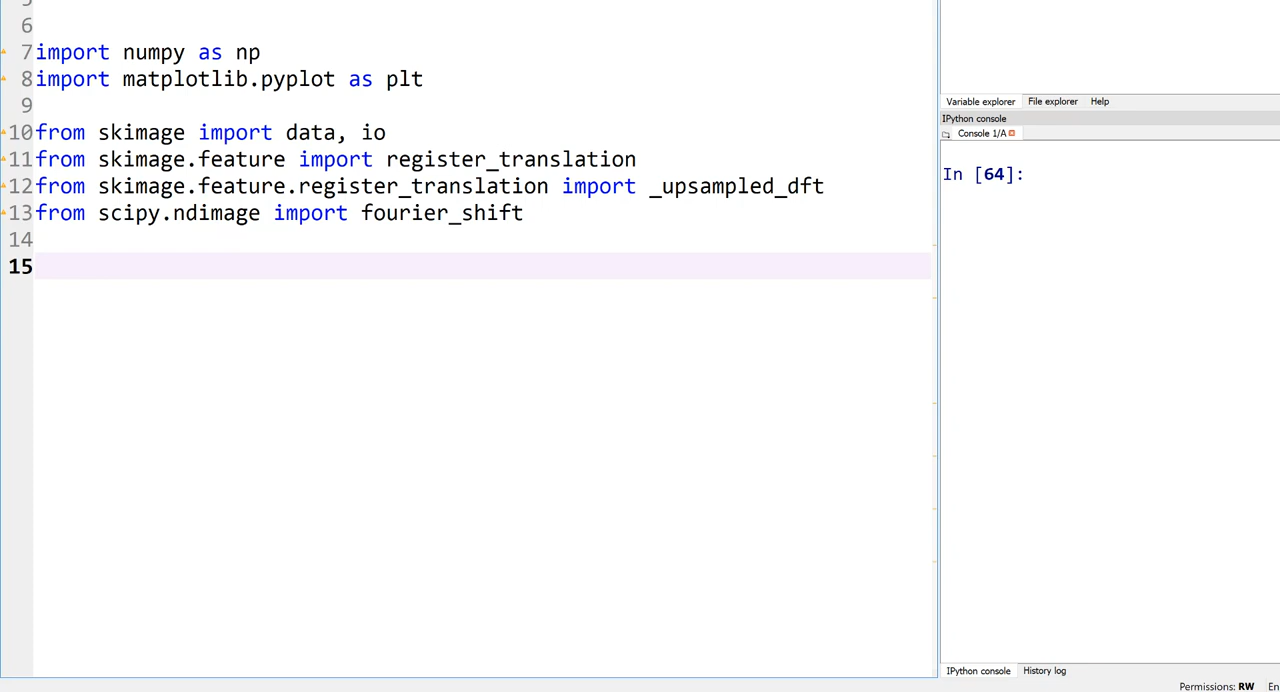 6
7 import numpy as np
8 import matplotlib.pyplot as plt
9
10 from skimage import data, io
11 from skimage.feature import register_translation
12 from skimage.feature.register_translation import _upsampled_dft
13 from scipy.ndimage import fourier_shift
14
15
Variable explorer File explorer Help
IPython console
Console 1/A
In [64]:
IPython console History log
Permissions: RW En